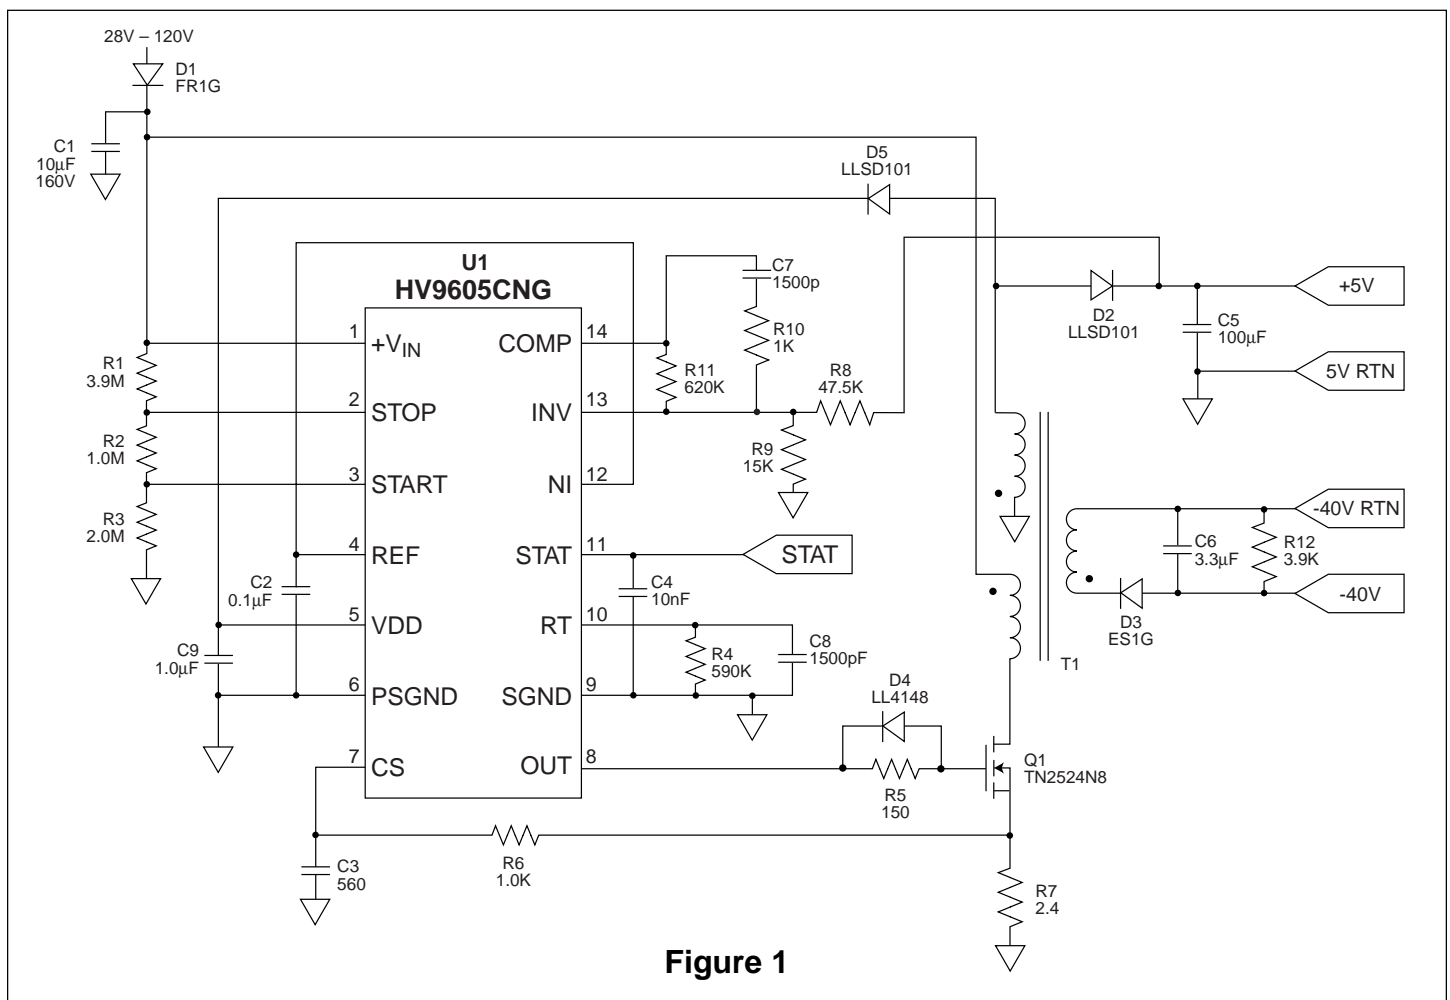 28V – 120V
D1
FR1G
C1
10µF
160V
D5
LLSD101
U1
HV9605CNG
C7
1500p
R10
1K
R11
620K
R8
47.5K
R9
15K
D2
LLSD101
C5
100µF
+5V
5V RTN
R1
3.9M
R2
1.0M
R3
2.0M
1
+VIN
2
STOP
3
START
4
REF
5
VDD
6
PSGND
7
CS
COMP
14
INV
13
NI
12
STAT
11
RT
10
SGND
9
OUT
8
STAT
C2
0.1µF
C9
1.0µF
C4
10nF
R4
590K
C8
1500pF
-40V RTN
C6
3.3µF
R12
3.9K
-40V
D3
ES1G
T1
D4
LL4148
R5
150
Q1
TN2524N8
C3
560
R6
1.0K
R7
2.4
Figure 1